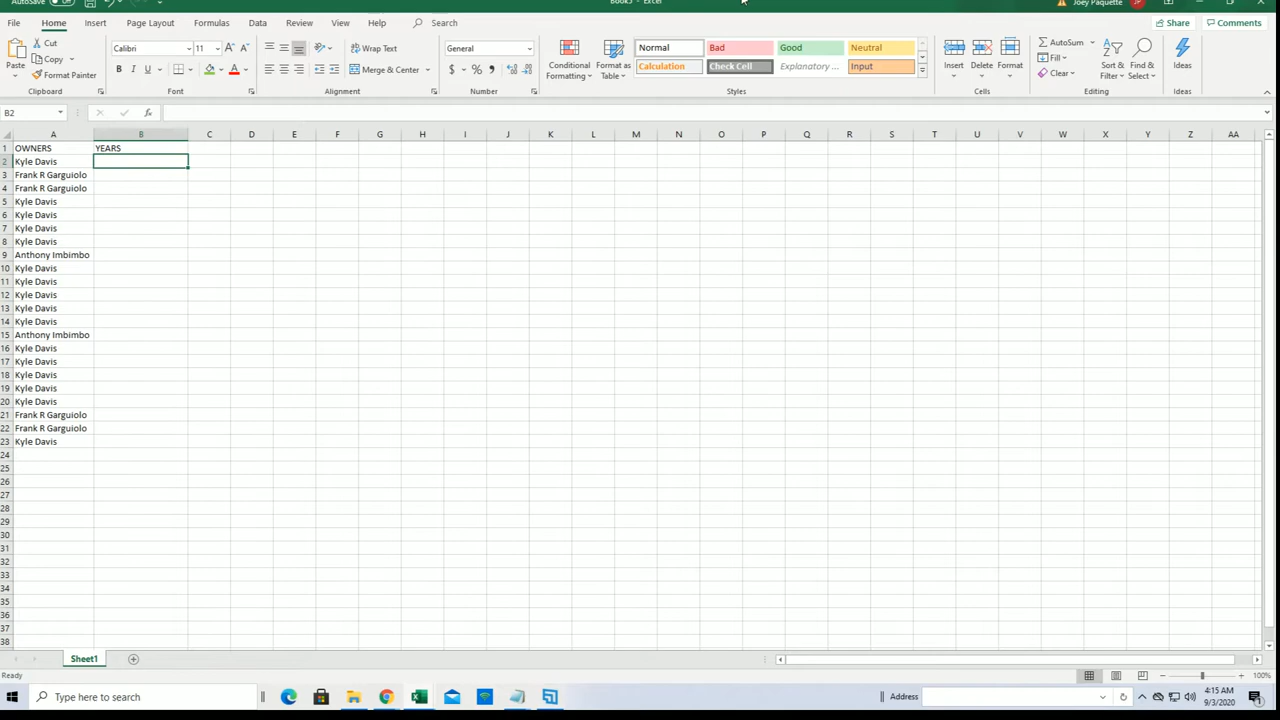 AutoSave Off Book3 - Excel Joey Paquette JP
File Home Insert Page Layout Formulas Data Review View Help Search Share Comments
Paste Cut Copy Format Painter Clipboard
Calibri 11 B I U Font
Wrap Text Merge & Center Alignment
General $ % , Number
Conditional Formatting Format as Table Normal Bad Good Neutral Calculation Check Cell Explanatory ... Input Styles
Insert Delete Format Cells
AutoSum Fill Clear Sort & Filter Find & Select Editing
Ideas Ideas
B2 fx
A B C D E F G H I J K L M N O P Q R S T U V W X Y Z AA
1 OWNERS YEARS
2 Kyle Davis
3 Frank R Garguiolo
4 Frank R Garguiolo
5 Kyle Davis
6 Kyle Davis
7 Kyle Davis
8 Kyle Davis
9 Anthony Imbimbo
10 Kyle Davis
11 Kyle Davis
12 Kyle Davis
13 Kyle Davis
14 Kyle Davis
15 Anthony Imbimbo
16 Kyle Davis
17 Kyle Davis
18 Kyle Davis
19 Kyle Davis
20 Kyle Davis
21 Frank R Garguiolo
22 Frank R Garguiolo
23 Kyle Davis
24
25
26
27
28
29
30
31
32
33
34
35
36
37
38
Sheet1
Ready 100%
Type here to search Address 4:15 AM
9/3/2020